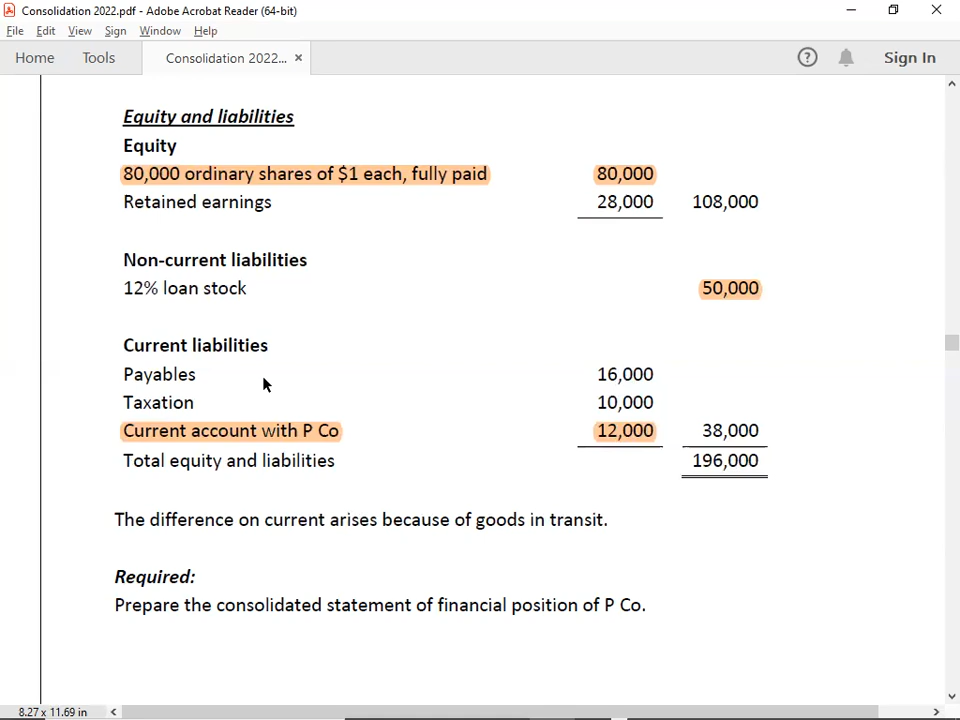 Consolidation 2022.pdf - Adobe Acrobat Reader (64-bit)
File Edit View Sign Window Help
Home Tools Consolidation 2022... × Sign In
Equity and liabilities
Equity
80,000 ordinary shares of $1 each, fully paid 80,000
Retained earnings 28,000 108,000
Non-current liabilities
12% loan stock 50,000
Current liabilities
Payables 16,000
Taxation 10,000
Current account with P Co 12,000 38,000
Total equity and liabilities 196,000
The difference on current arises because of goods in transit.
Required:
Prepare the consolidated statement of financial position of P Co.
8.27 x 11.69 in